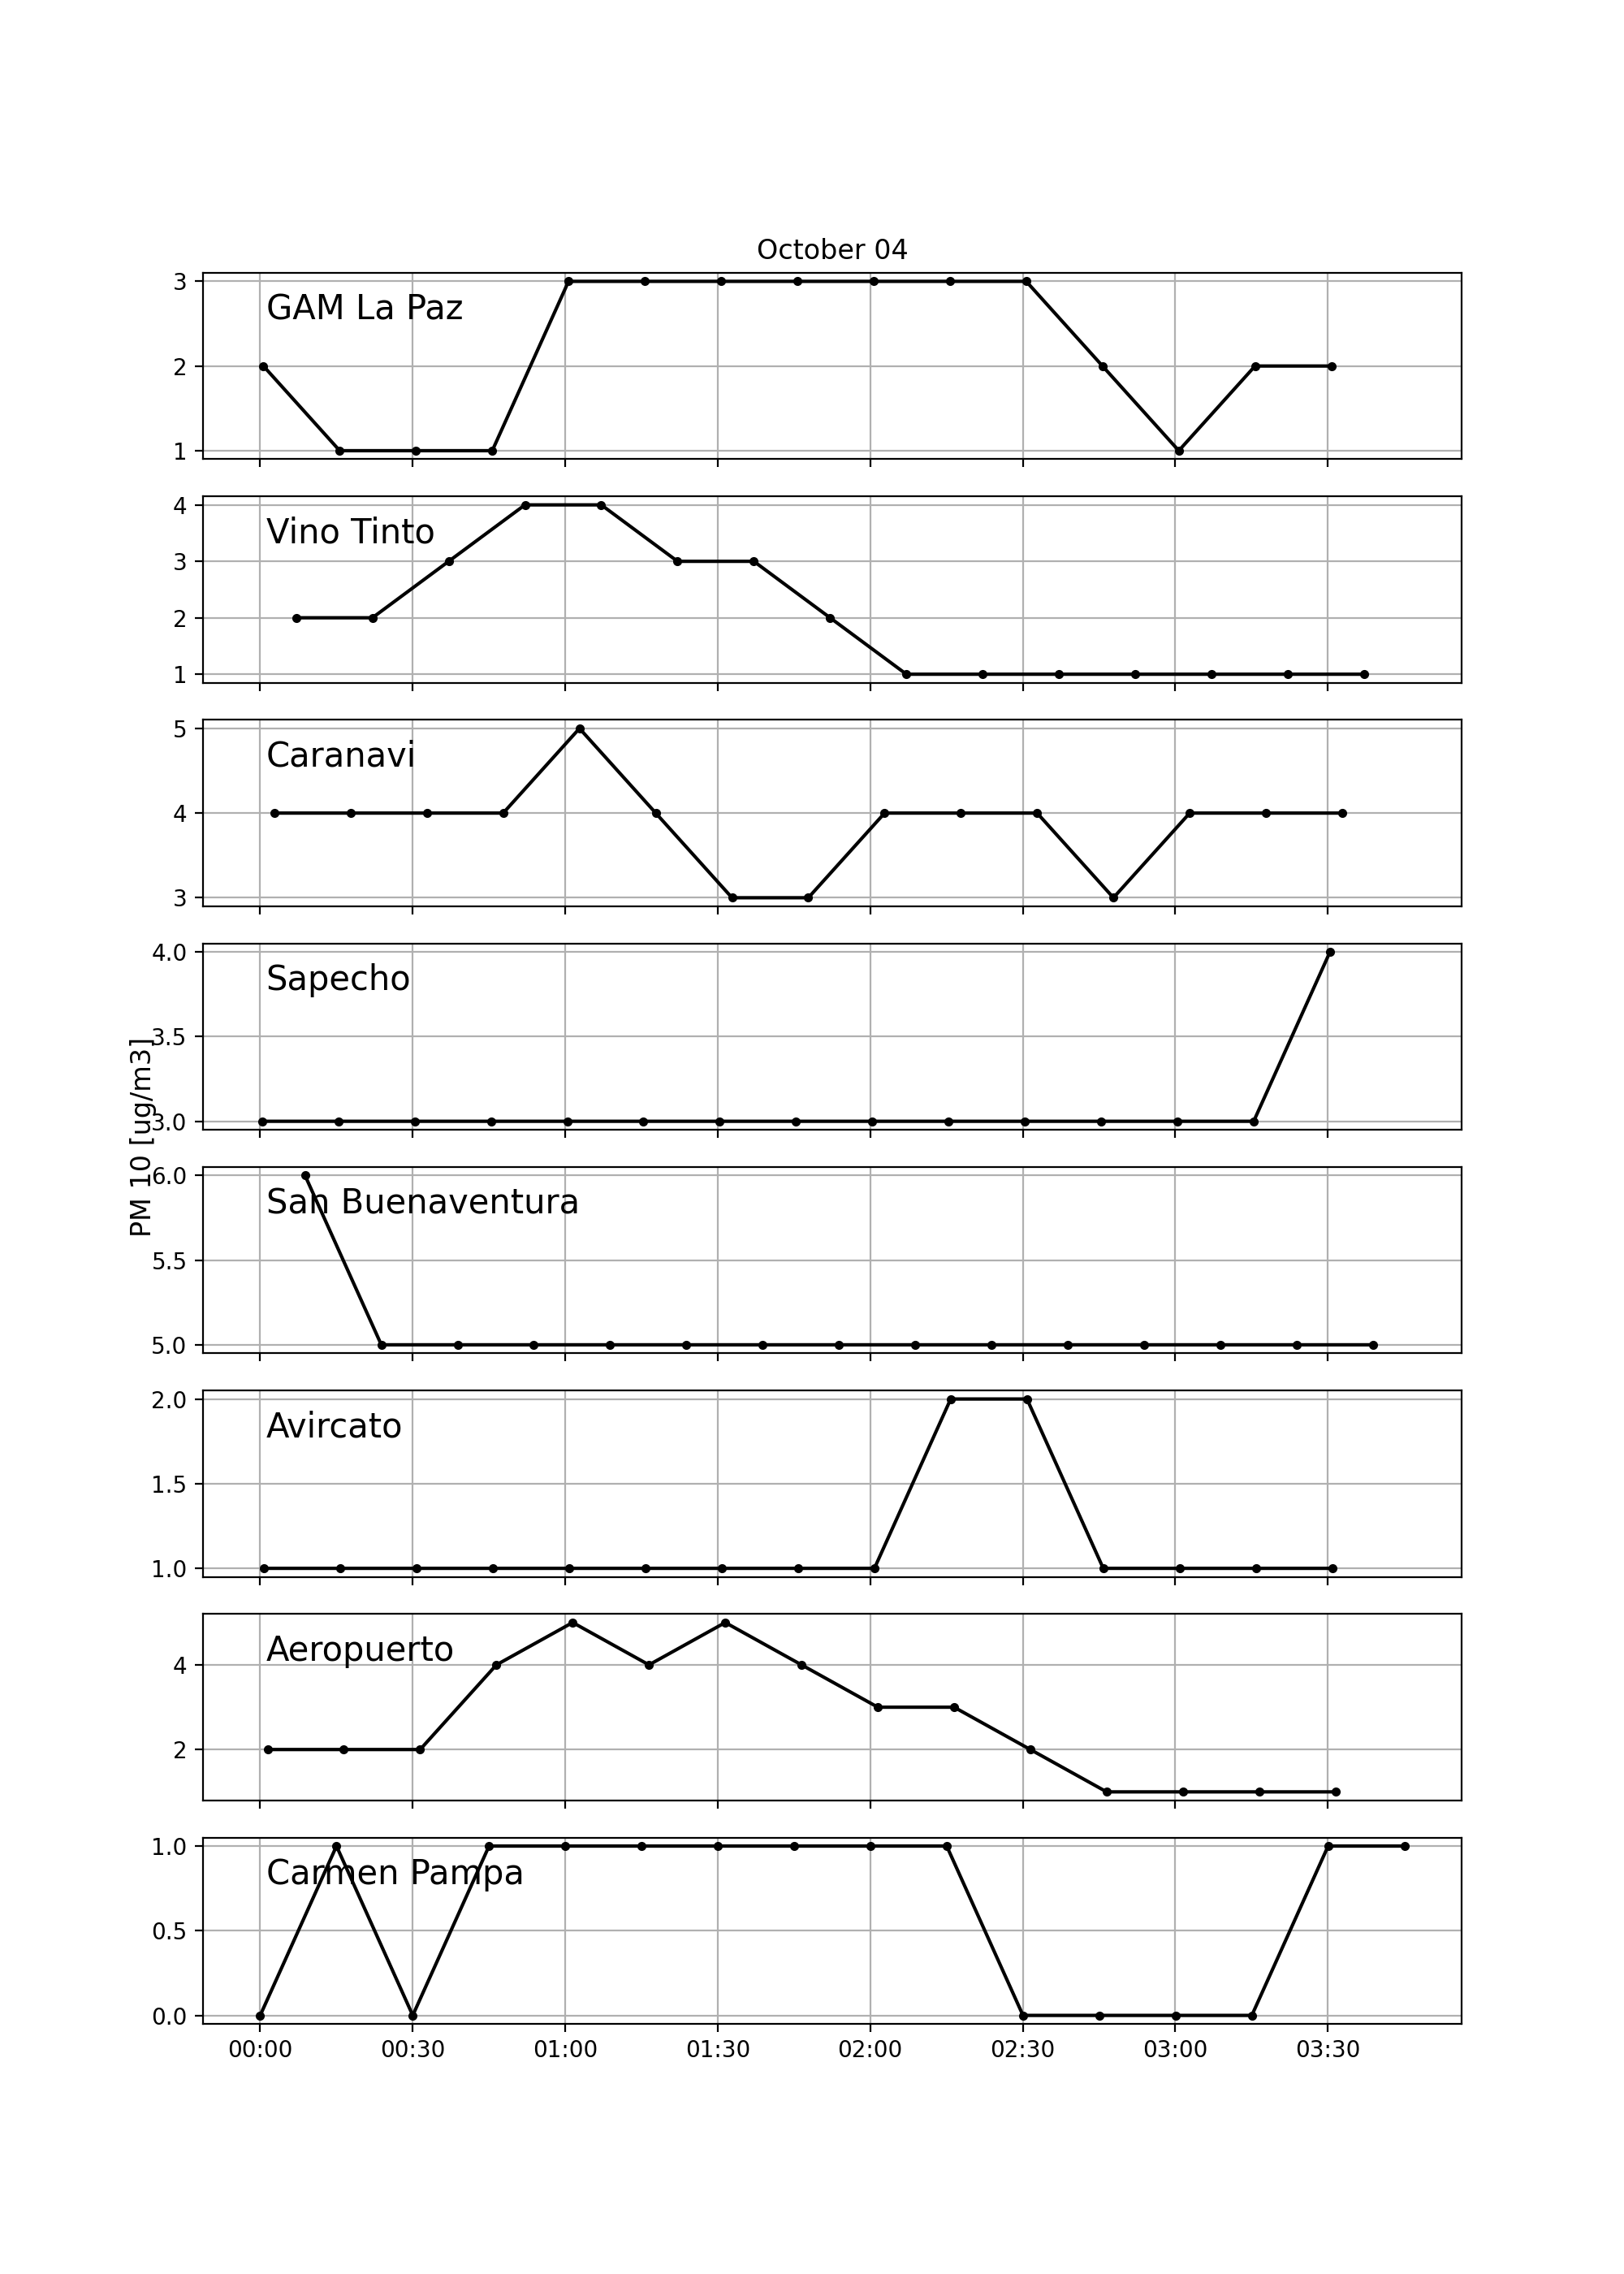 October 04
3
GAM La Paz
2
1
4
Vino Tinto
3
2
1
5
Caranavi
4
3
4.0
Sapecho
3.5
3.0
PM 10 [ug/m3]
6.0
San Buenaventura
5.5
5.0
2.0
Avircato
1.5
1.0
Aeropuerto
4
2
1.0
Carmen Pampa
0.5
0.0
00:00 00:30 01:00 01:30 02:00 02:30 03:00 03:30